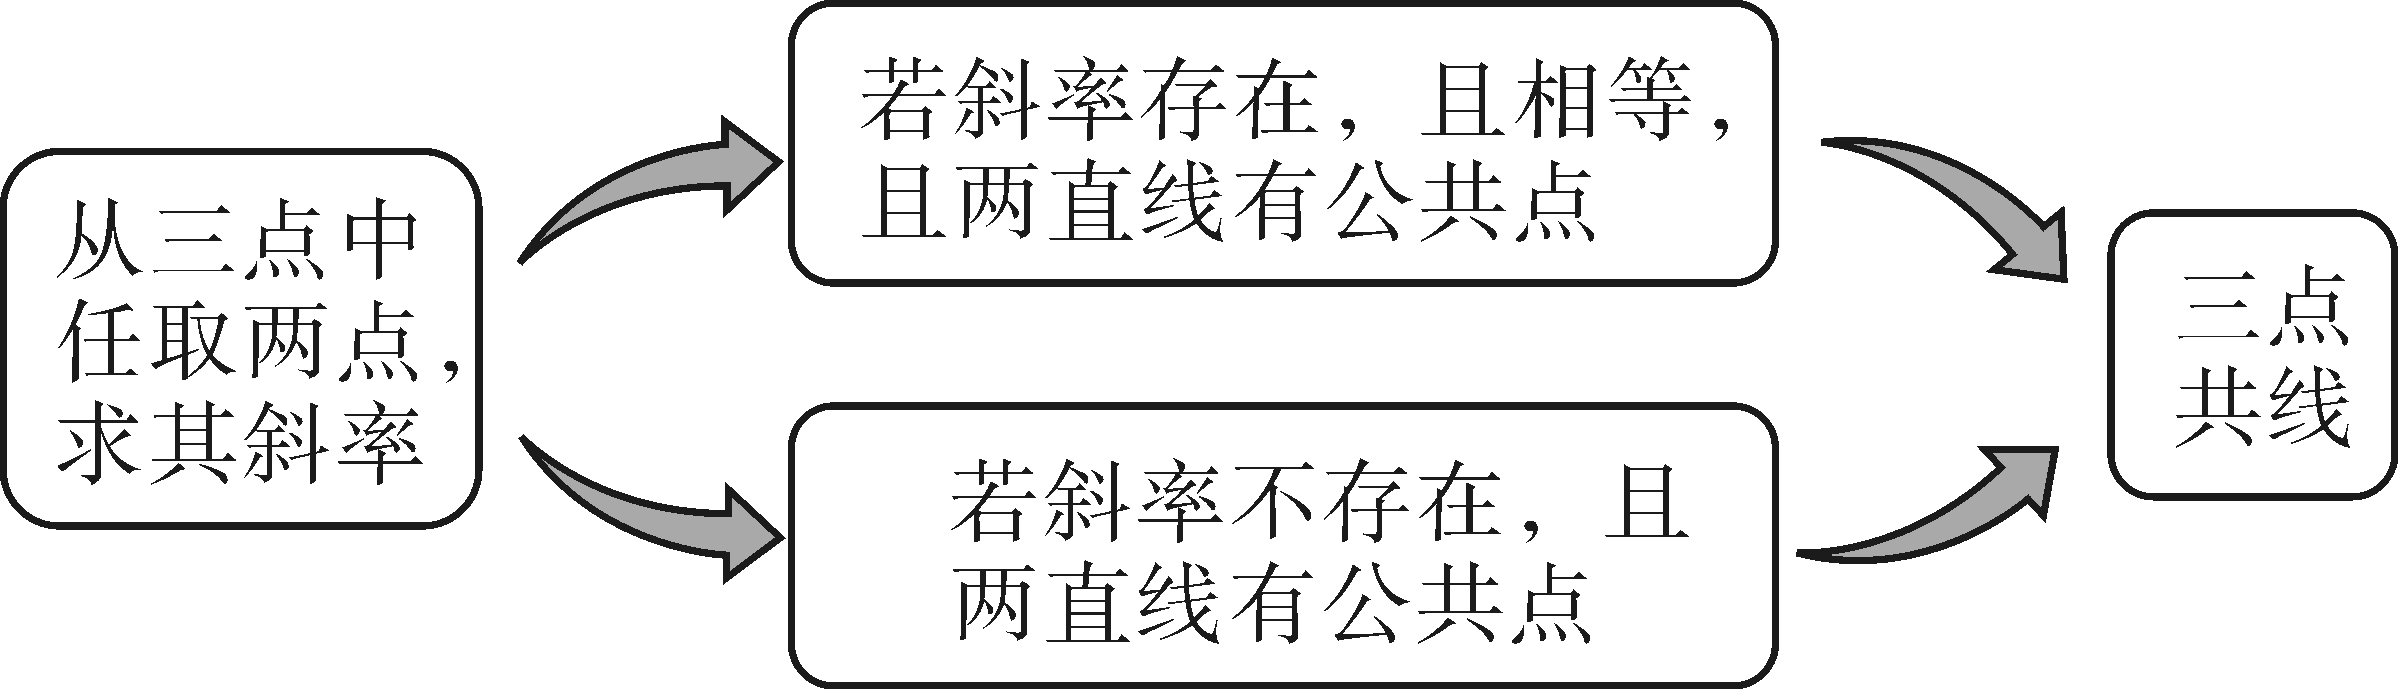 从三点中
任取两点，
求其斜率
若斜率存在，且相等，
且两直线有公共点
若斜率不存在，且
两直线有公共点
三点
共线